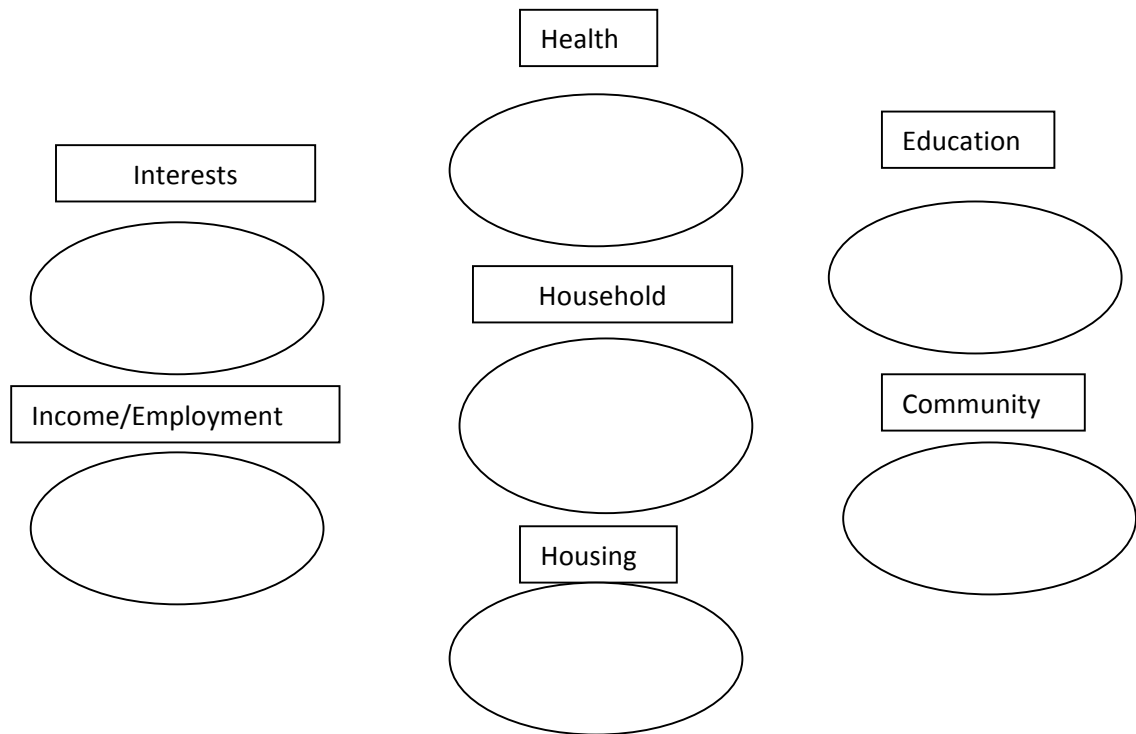 Health
Education
Interests
Household
Income/Employment
Community
Housing